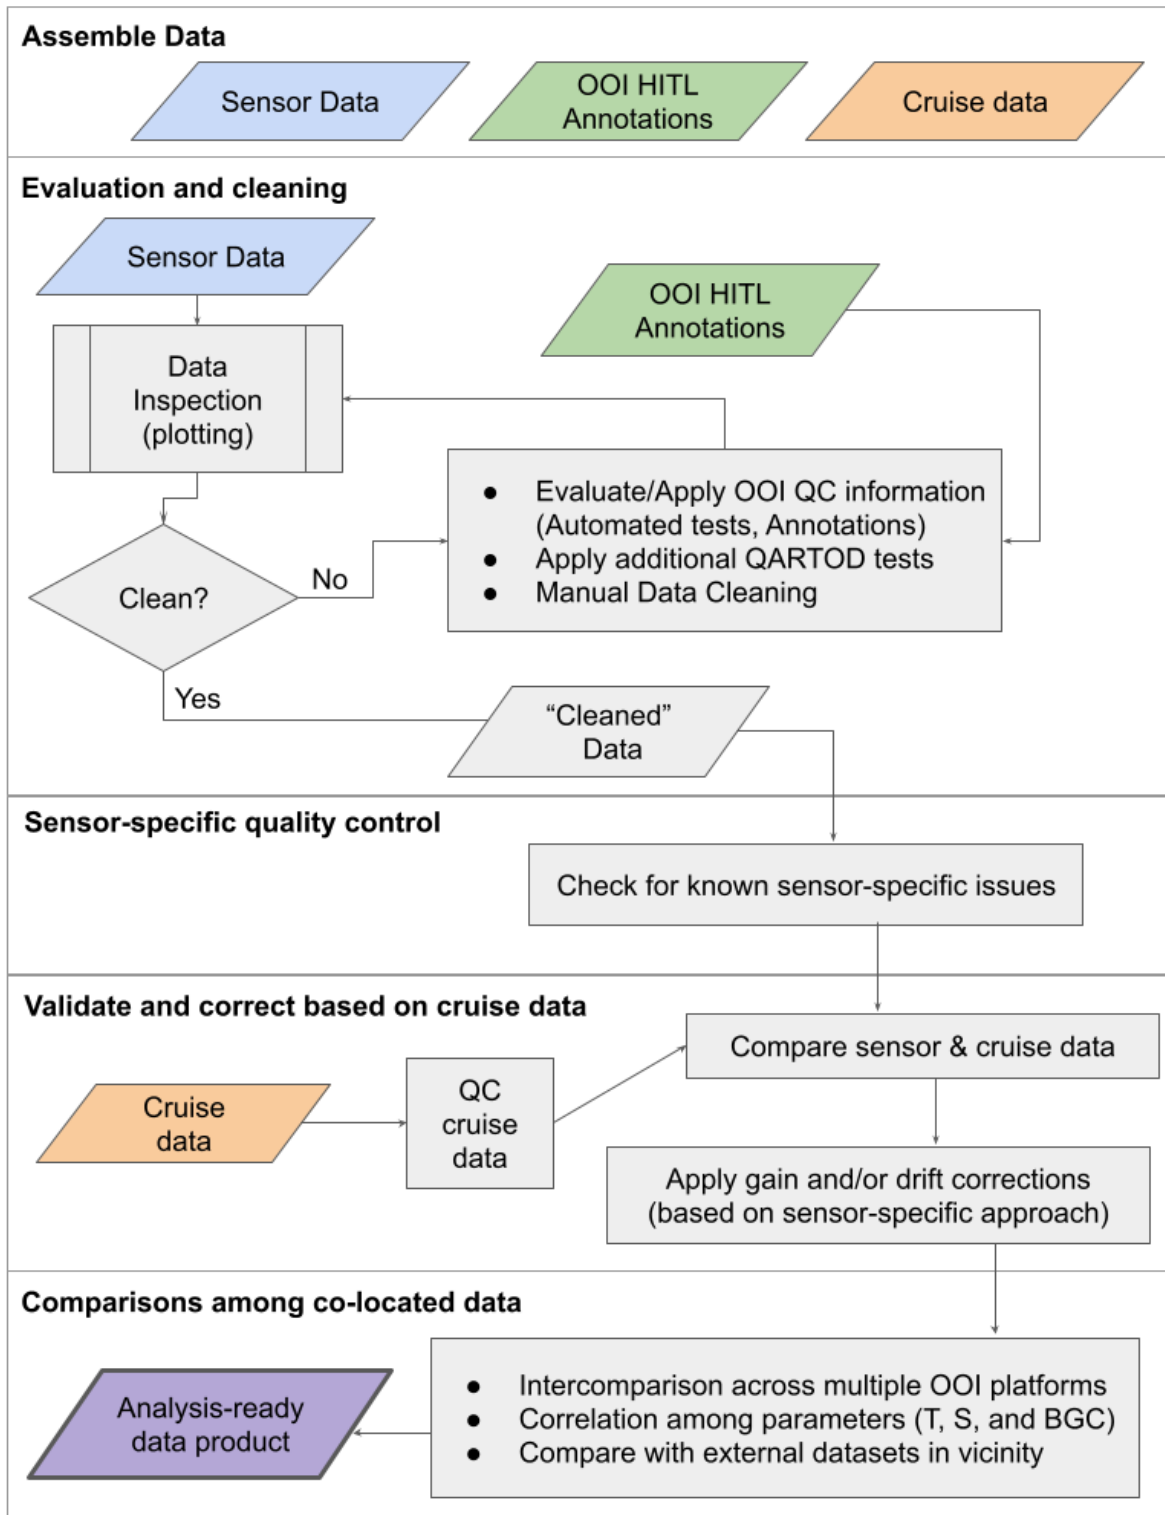 Assemble Data
Sensor Data
OOI HITL
Annotations
Cruise data
Evaluation and cleaning
Sensor Data
OOI HITL
Annotations
Data
Inspection
(plotting)
● Evaluate/Apply OOI QC information
(Automated tests, Annotations)
● Apply additional QARTOD tests
● Manual Data Cleaning
Clean?
No
Yes
“Cleaned”
Data
Sensor-specific quality control
Check for known sensor-specific issues
Validate and correct based on cruise data
Compare sensor & cruise data
Cruise
data
QC
cruise
data
Apply gain and/or drift corrections
(based on sensor-specific approach)
Comparisons among co-located data
● Intercomparison across multiple OOI platforms
● Correlation among parameters (T, S, and BGC)
● Compare with external datasets in vicinity
Analysis-ready
data product